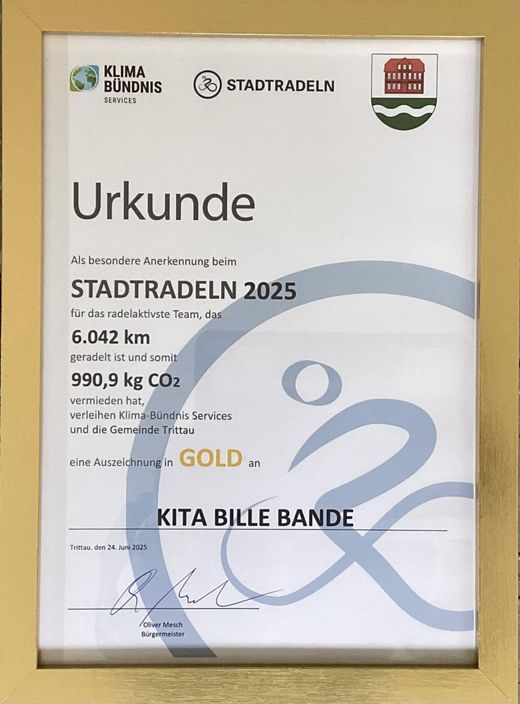 KLIMA
BÜNDNIS
SERVICES
STADTRADELN
Urkunde
Als besondere Anerkennung beim
STADTRADELN 2025
für das radelaktivste Team, das
6.042 km
geradelt ist und somit
990,9 kg CO2
vermieden hat,
verleihen Klima-Bündnis Services
und die Gemeinde Trittau
eine Auszeichnung in GOLD an
KITA BILLE BANDE
Trittau, den 24. Juni 2025
Oliver Mesch
Bürgermeister